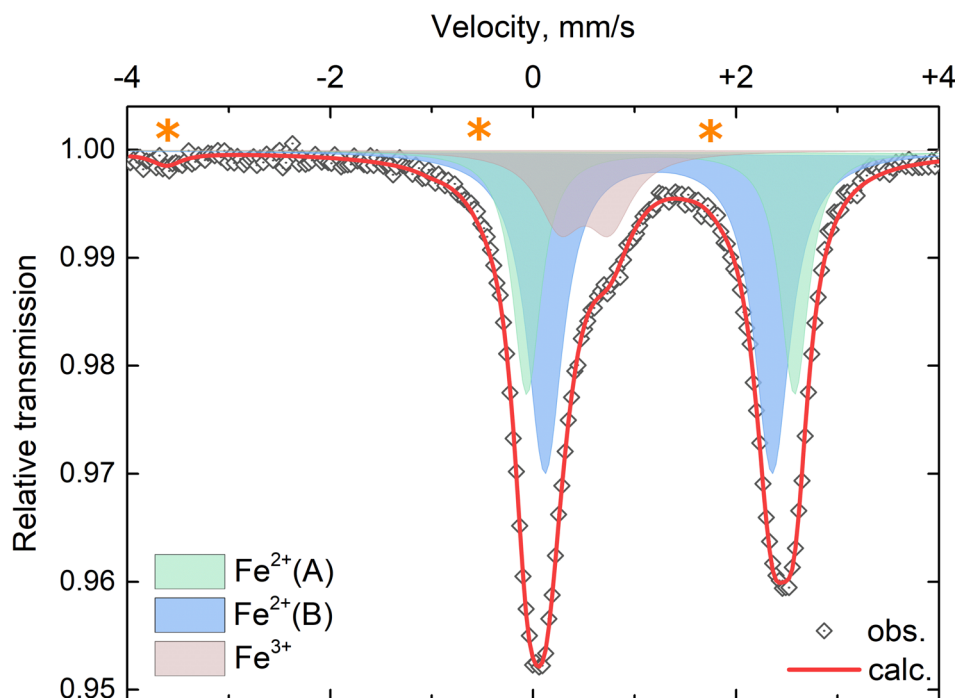 Velocity, mm/s
-4 -2 0 +2 +4
Relative transmission
1.00
0.99
0.98
0.97
0.96
0.95
Fe²⁺(A)
Fe²⁺(B)
Fe³⁺
obs.
calc.